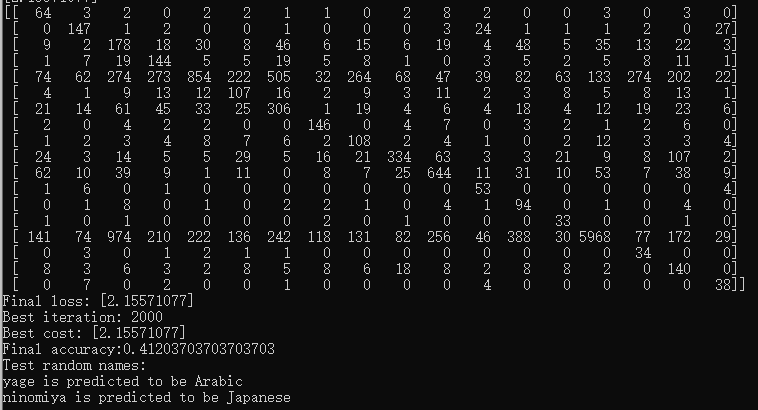 [[ 64 3 2 0 2 2 1 1 0 2 8 2 0 0 3 0 3 0]
[ 0 147 1 2 0 0 1 0 0 0 3 24 1 1 1 2 0 27]
[ 9 2 178 18 30 8 46 6 15 6 19 4 48 5 35 13 22 3]
[ 1 7 19 144 5 5 19 5 8 1 0 3 5 2 5 8 11 1]
[ 74 62 274 273 854 222 505 32 264 68 47 39 82 63 133 274 202 22]
[ 4 1 9 13 12 107 16 2 9 3 11 2 3 8 5 8 13 1]
[ 21 14 61 45 33 25 306 1 19 4 6 4 18 4 12 19 23 6]
[ 2 0 4 2 2 0 0 146 0 4 7 0 3 2 1 2 6 0]
[ 1 2 3 4 8 7 6 2 108 2 4 1 0 2 12 3 3 4]
[ 24 3 14 5 5 29 5 16 21 334 63 3 3 21 9 8 107 2]
[ 62 10 39 9 1 11 0 8 7 25 644 11 31 10 53 7 38 9]
[ 1 6 0 1 0 0 0 0 0 0 0 53 0 0 0 0 0 4]
[ 0 1 8 0 1 0 2 2 1 0 4 1 94 0 1 0 4 0]
[ 1 0 1 0 0 0 0 2 0 1 0 0 0 33 0 0 1 0]
[ 141 74 974 210 222 136 242 118 131 82 256 46 388 30 5968 77 172 29]
[ 0 3 0 1 2 1 1 0 0 0 0 0 0 0 0 34 0 0]
[ 8 3 6 3 2 8 5 8 6 18 8 2 8 8 2 0 140 0]
[ 0 7 0 2 0 0 1 0 0 0 0 4 0 0 0 0 0 38]]
Final loss: [2.15571077]
Best iteration: 2000
Best cost: [2.15571077]
Final accuracy:0.41203703703703703
Test random names:
yage is predicted to be Arabic
ninomiya is predicted to be Japanese